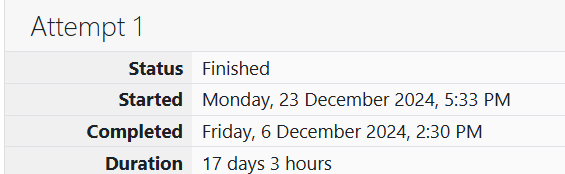 Attempt 1
Status Finished
Started Monday, 23 December 2024, 5:33 PM
Completed Friday, 6 December 2024, 2:30 PM
Duration 17 days 3 hours